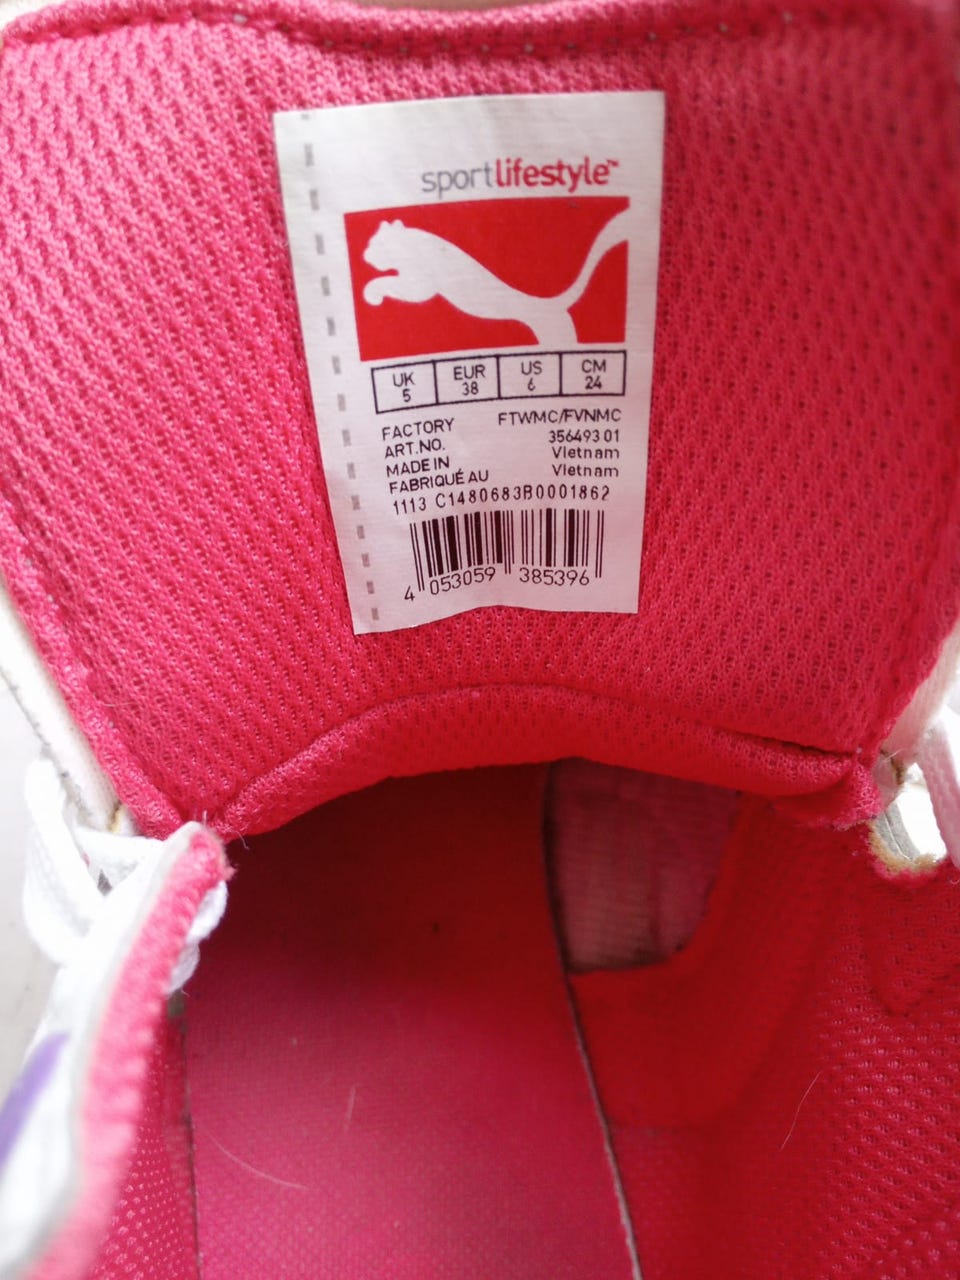 sportlifestyle™
UK EUR US CM
5 38 6 24
FACTORY FTWMC/FVNMC
ART.NO. 356493 01
MADE IN Vietnam
FABRIQUÉ AU Vietnam
1113 C1480683B0001862
4 053059 385396